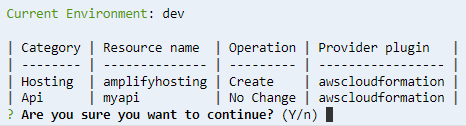 Current Environment: dev
| Category | Resource name  | Operation | Provider plugin   |
| -------- | -------------- | --------- | ----------------- |
| Hosting  | amplifyhosting | Create    | awscloudformation |
| Api      | myapi          | No Change | awscloudformation |
? Are you sure you want to continue? (Y/n)